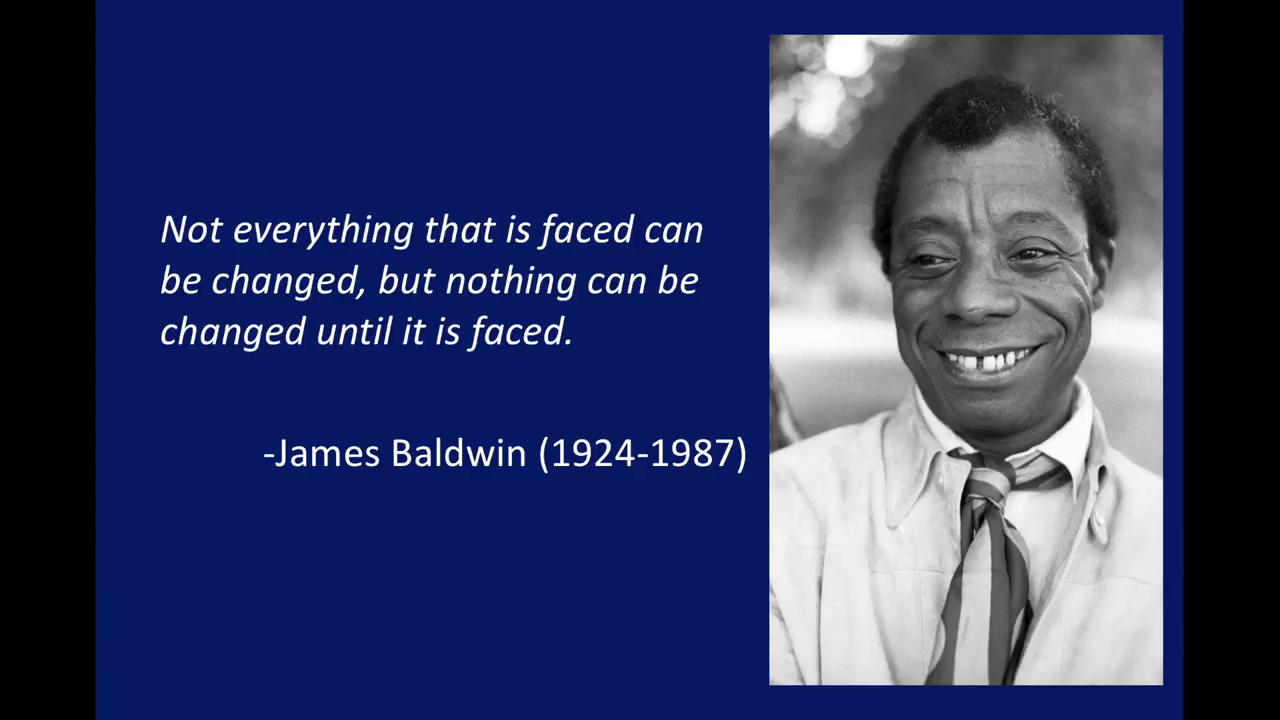 Not everything that is faced can
be changed, but nothing can be
changed until it is faced.
-James Baldwin (1924-1987)